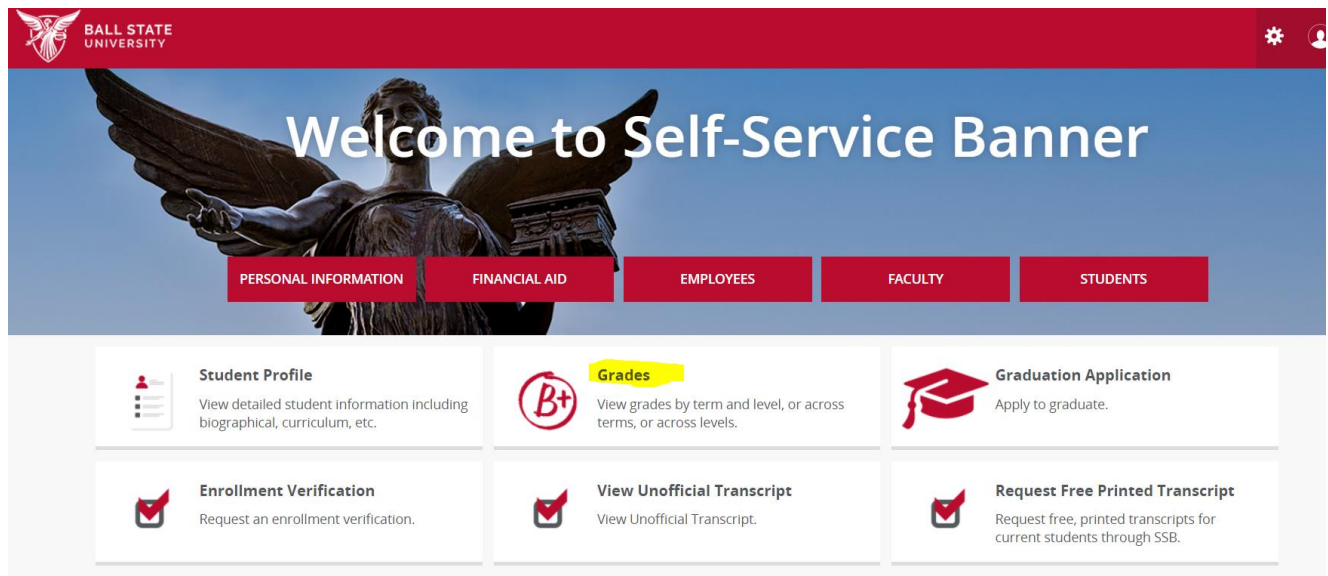 BALL STATE
UNIVERSITY
Welcome to Self-Service Banner
PERSONAL INFORMATION
FINANCIAL AID
EMPLOYEES
FACULTY
STUDENTS
Student Profile
View detailed student information including
biographical, curriculum, etc.
B+
Grades
View grades by term and level, or across
terms, or across levels.
Graduation Application
Apply to graduate.
Enrollment Verification
Request an enrollment verification.
View Unofficial Transcript
View Unofficial Transcript.
Request Free Printed Transcript
Request free, printed transcripts for
current students through SSB.